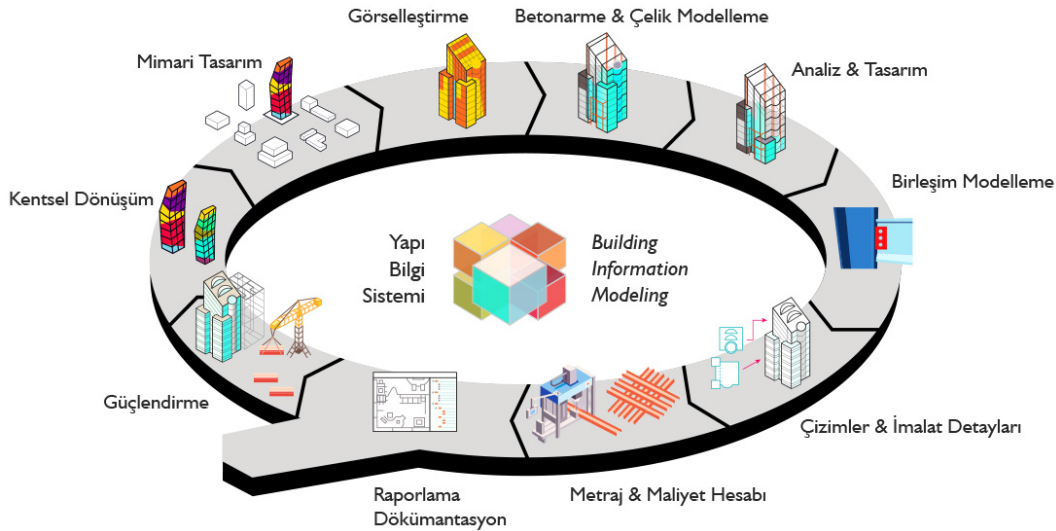 Görselleştirme
Betonarme & Çelik Modelleme
Mimari Tasarım
Analiz & Tasarım
Birleşim Modelleme
Kentsel Dönüşüm
Yapı
Bilgi
Sistemi
Building
Information
Modeling
Güçlendirme
Çizimler & İmalat Detayları
Raporlama
Dökümantasyon
Metraj & Maliyet Hesabı